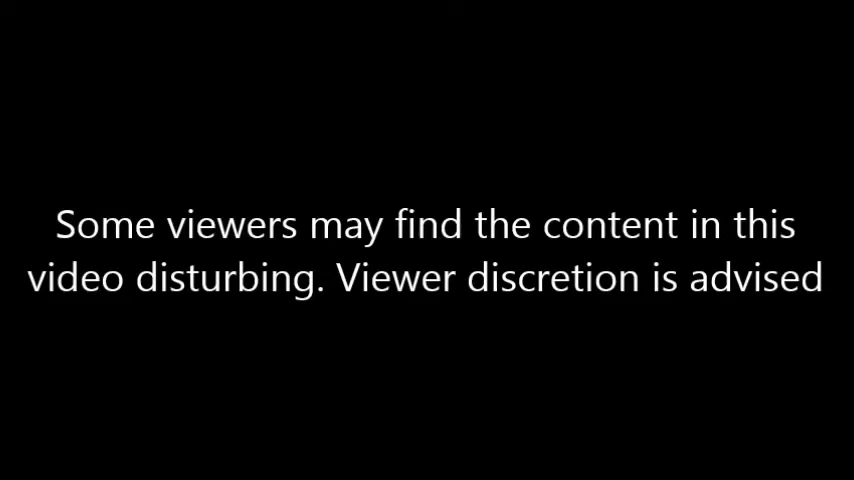 Some viewers may find the content in this
video disturbing. Viewer discretion is advised